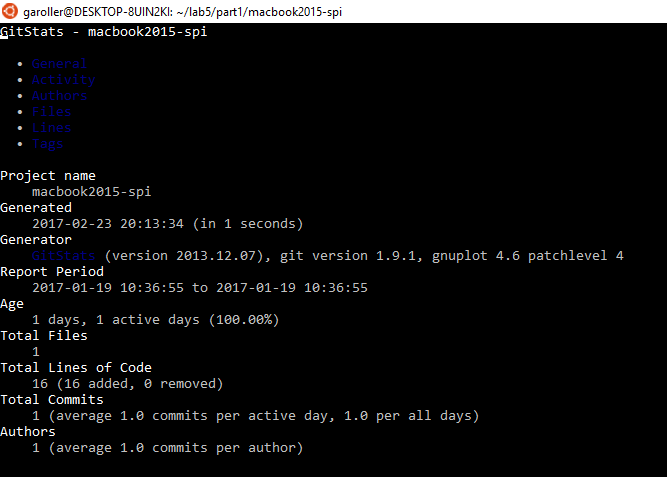 garoller@DESKTOP-8UIN2KI: ~/lab5/part1/macbook2015-spi
GitStats - macbook2015-spi
• General
• Activity
• Authors
• Files
• Lines
• Tags
Project name
macbook2015-spi
Generated
2017-02-23 20:13:34 (in 1 seconds)
Generator
GitStats (version 2013.12.07), git version 1.9.1, gnuplot 4.6 patchlevel 4
Report Period
2017-01-19 10:36:55 to 2017-01-19 10:36:55
Age
1 days, 1 active days (100.00%)
Total Files
1
Total Lines of Code
16 (16 added, 0 removed)
Total Commits
1 (average 1.0 commits per active day, 1.0 per all days)
Authors
1 (average 1.0 commits per author)